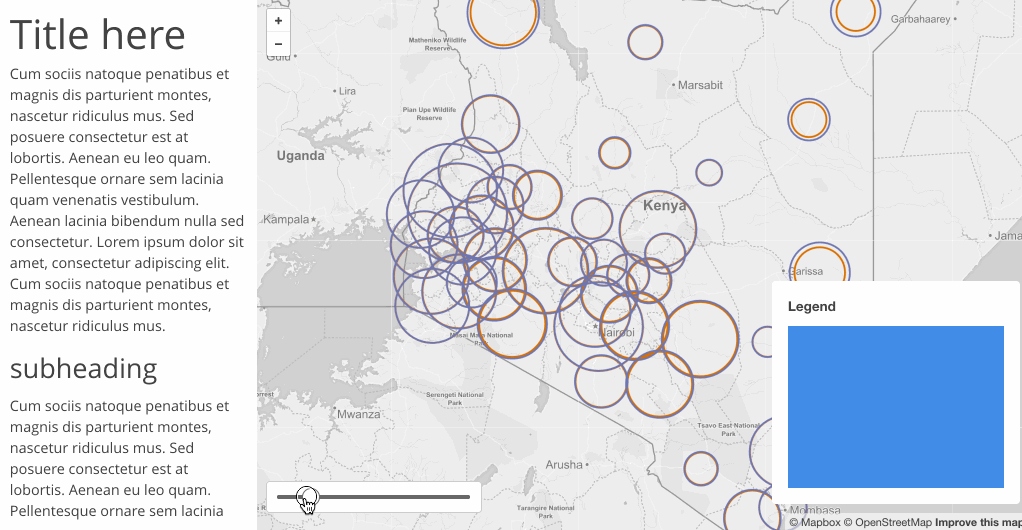 Title here
Cum sociis natoque penatibus et
magnis dis parturient montes,
nascetur ridiculus mus. Sed
posuere consectetur est at
lobortis. Aenean eu leo quam.
Pellentesque ornare sem lacinia
quam venenatis vestibulum.
Aenean lacinia bibendum nulla sed
consectetur. Lorem ipsum dolor sit
amet, consectetur adipiscing elit.
Cum sociis natoque penatibus et
magnis dis parturient montes,
nascetur ridiculus mus.
subheading
Cum sociis natoque penatibus et
magnis dis parturient montes,
nascetur ridiculus mus. Sed
posuere consectetur est at
lobortis. Aenean eu leo quam.
Pellentesque ornare sem lacinia
+
−
Garbahaarey
Matheniko Wildlife
Reserve
Marsabit
Lira
Pian Upe Wildlife
Reserve
Uganda
Kenya
Kampala
Garissa
Nairobi
Masai Mara National
Serengeti National
Park
Mwanza
Tsavo East National
Park
Arusha
Tarangire National
Park
Mombasa
Legend
© Mapbox © OpenStreetMap Improve this map